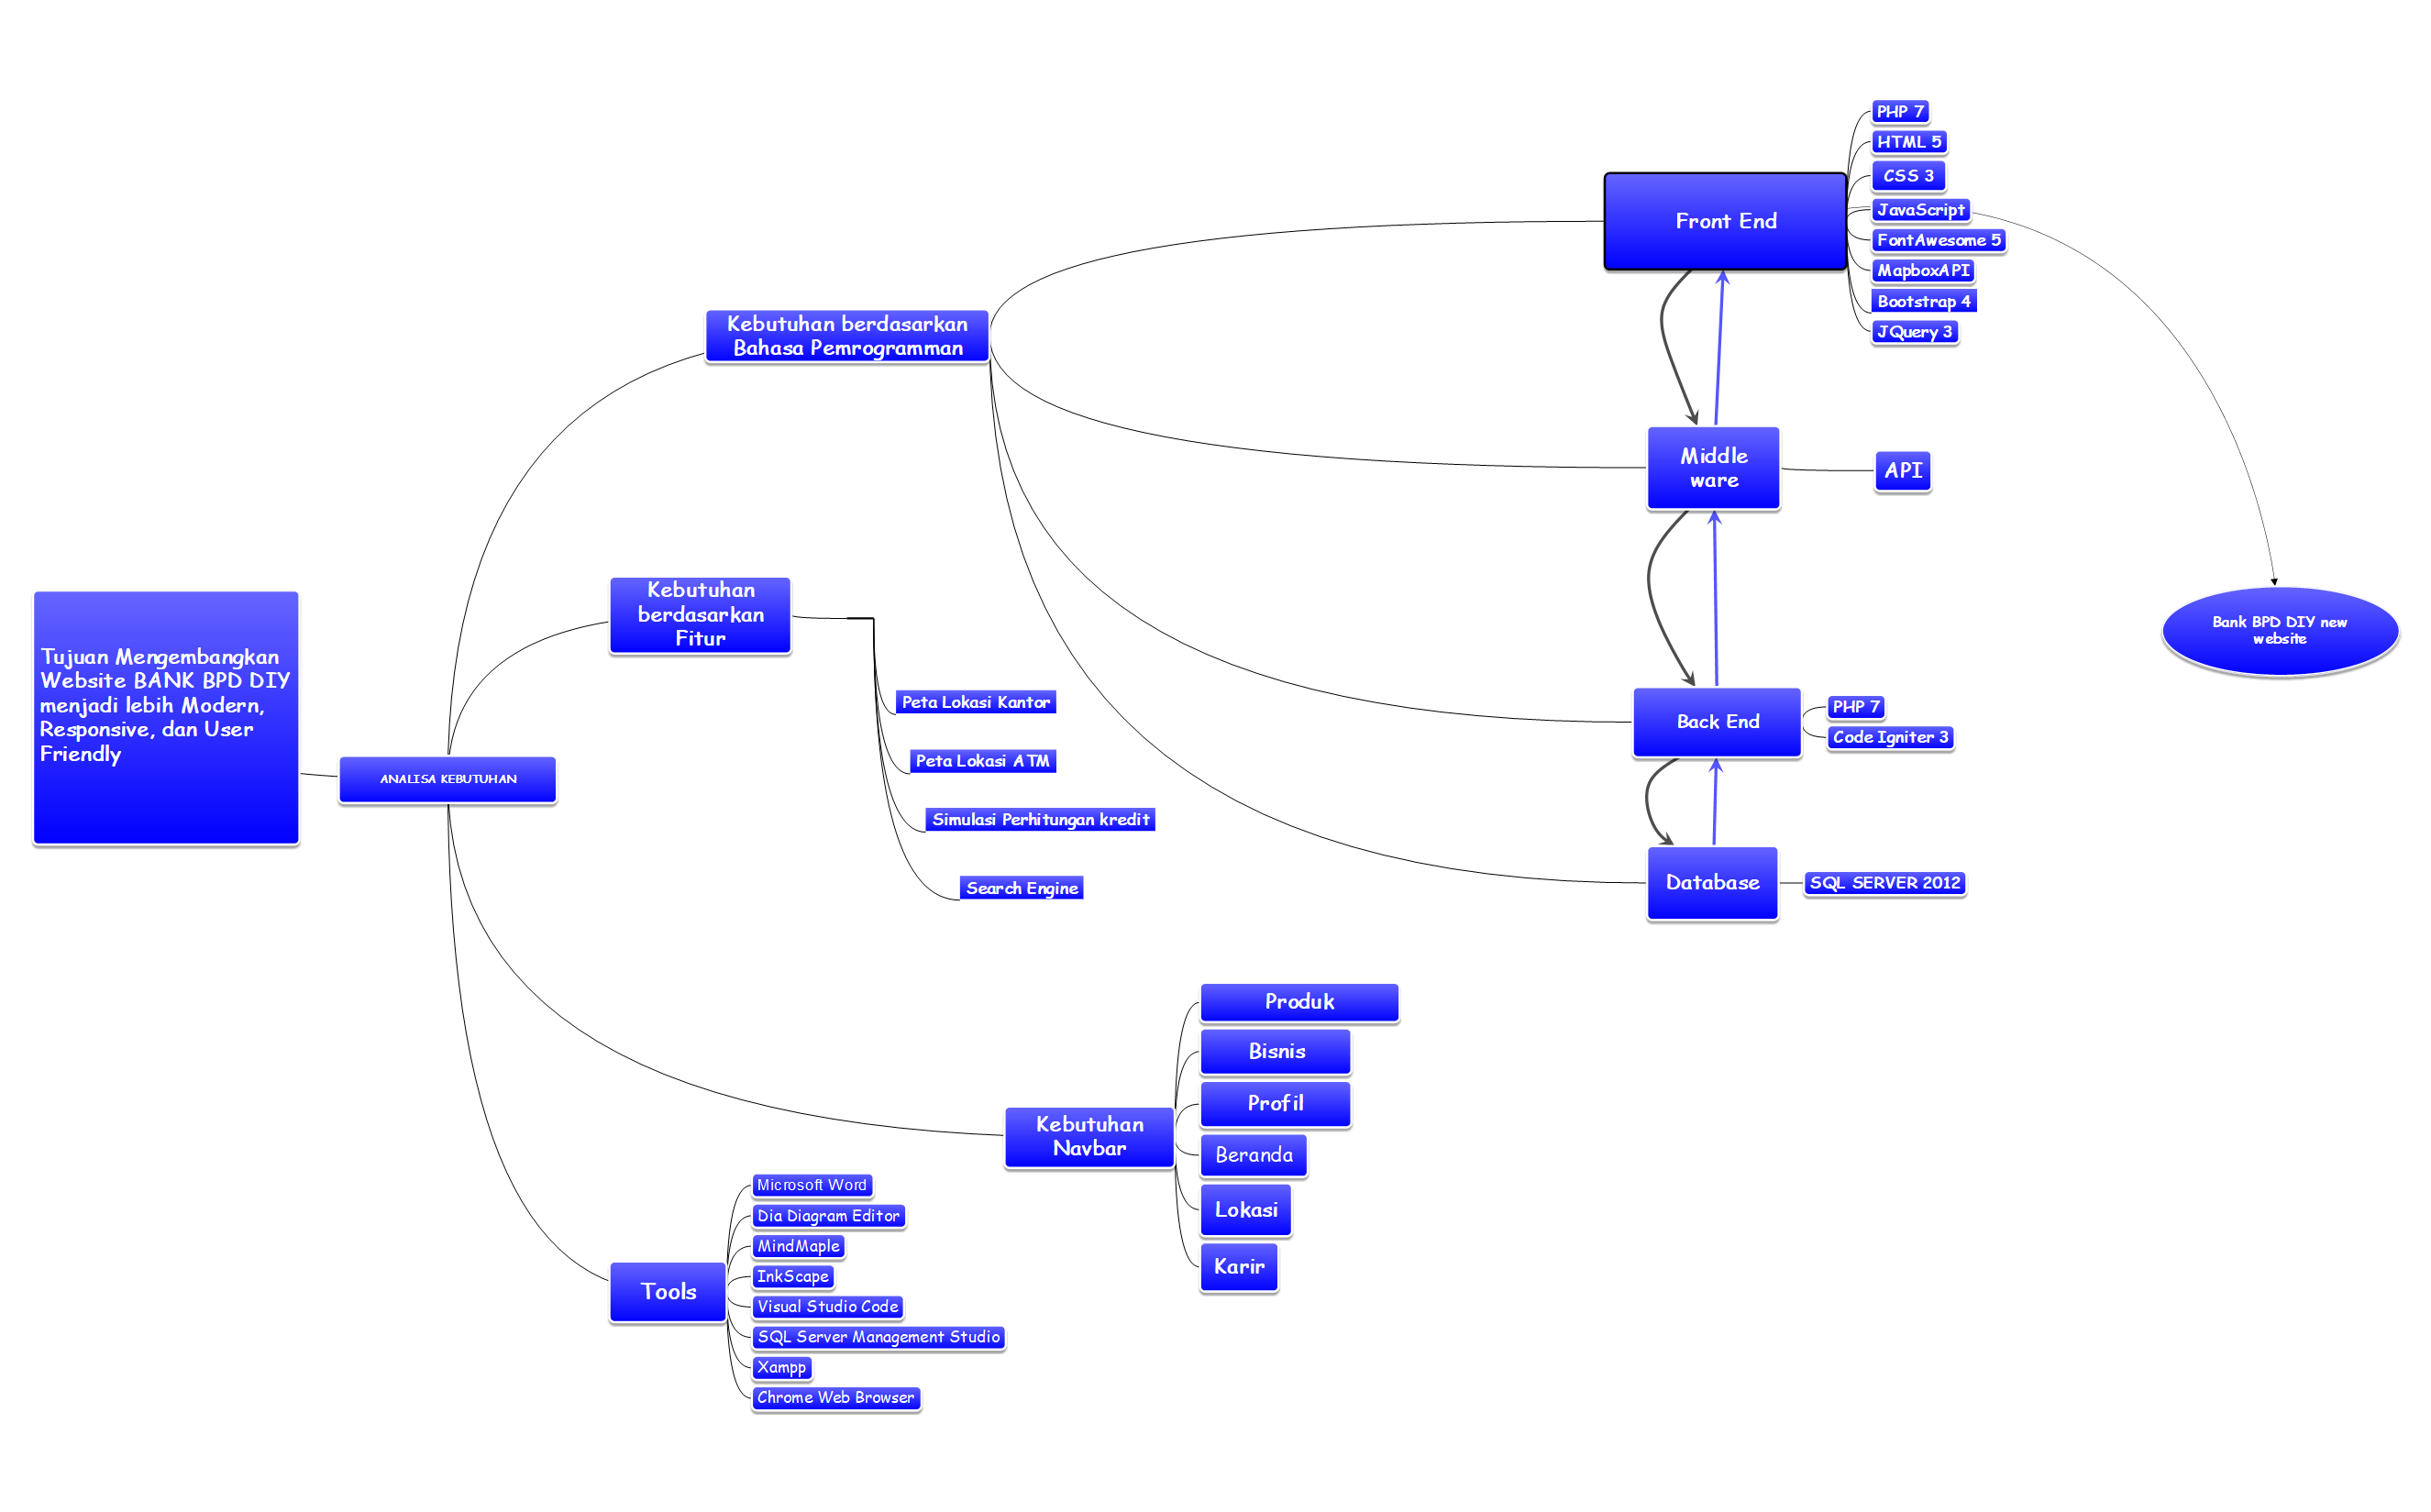 Tujuan Mengembangkan
Website BANK BPD DIY
menjadi lebih Modern,
Responsive, dan User
Friendly
ANALISA KEBUTUHAN
Kebutuhan berdasarkan
Bahasa Pemrogramman
Front End
PHP 7
HTML 5
CSS 3
JavaScript
FontAwesome 5
MapboxAPI
Bootstrap 4
JQuery 3
Middle
ware
API
Back End
PHP 7
Code Igniter 3
Database
SQL SERVER 2012
Bank BPD DIY new
website
Kebutuhan
berdasarkan
Fitur
Peta Lokasi Kantor
Peta Lokasi ATM
Simulasi Perhitungan kredit
Search Engine
Kebutuhan
Navbar
Produk
Bisnis
Profil
Beranda
Lokasi
Karir
Tools
Microsoft Word
Dia Diagram Editor
MindMaple
InkScape
Visual Studio Code
SQL Server Management Studio
Xampp
Chrome Web Browser